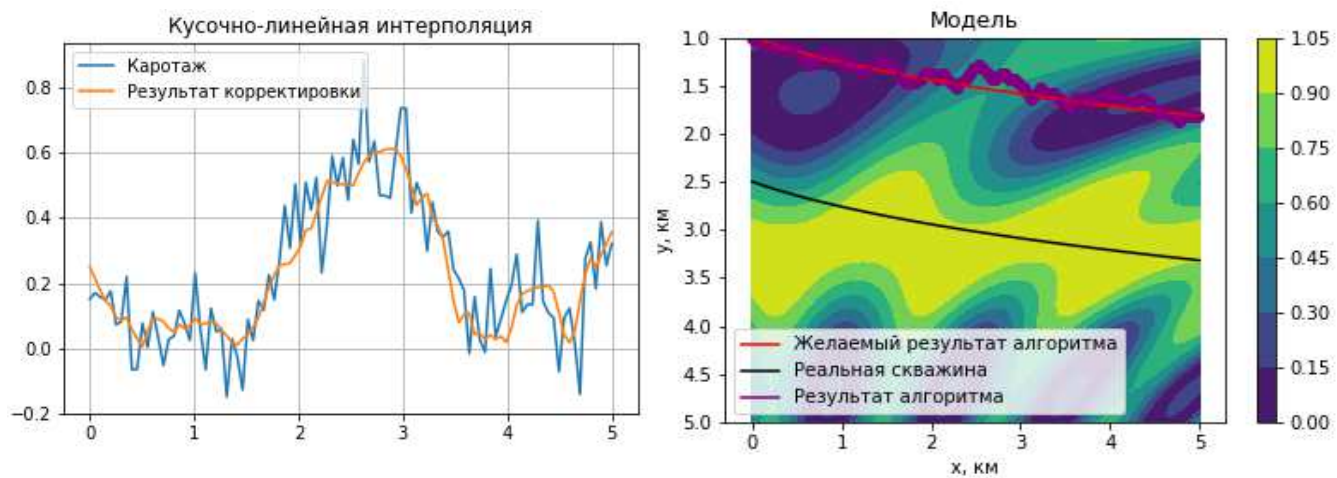 Кусочно-линейная интерполяция
Каротаж
Результат корректировки
0.8
0.6
0.4
0.2
0.0
−0.2
0 1 2 3 4 5
Модель
1.0
1.5
2.0
2.5
3.0
3.5
4.0
4.5
5.0
y, км
Желаемый результат алгоритма
Реальная скважина
Результат алгоритма
0 1 2 3 4 5
x, км
1.05
0.90
0.75
0.60
0.45
0.30
0.15
0.00